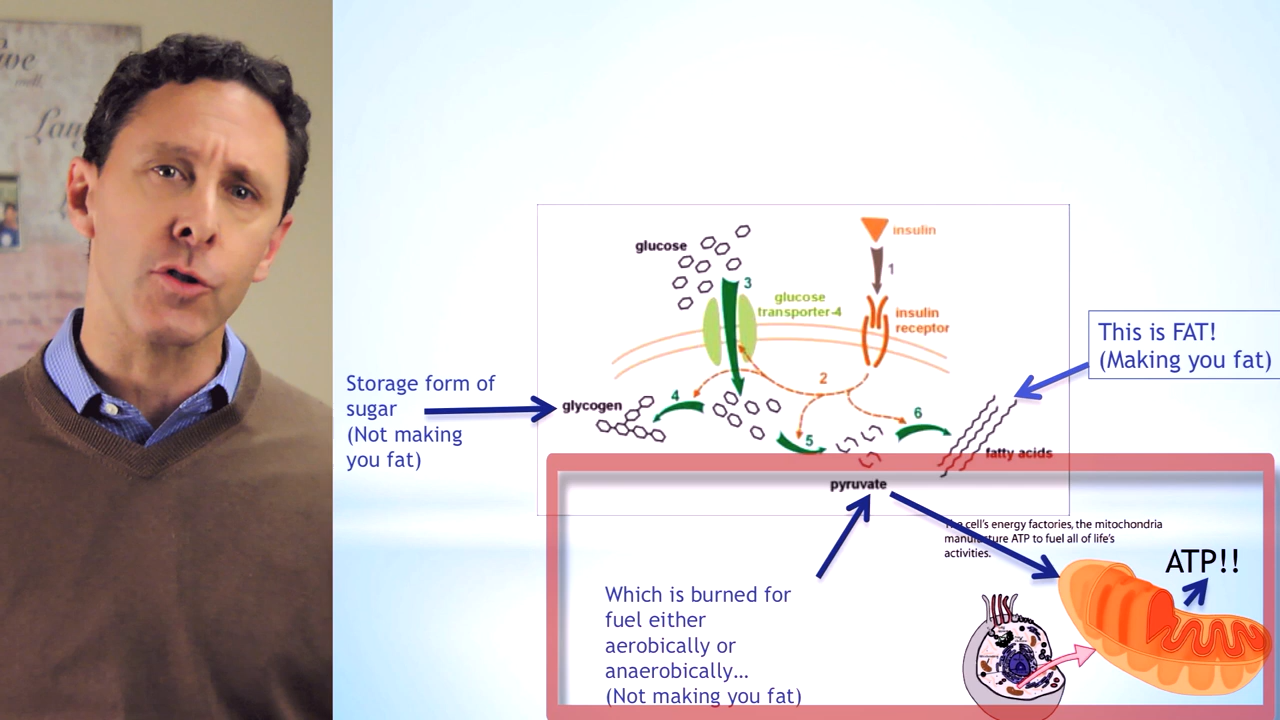 glucose
insulin
1
3
glucose
transporter-4
insulin
receptor
This is FAT!
(Making you fat)
2
Storage form of
sugar
(Not making
you fat)
glycogen
4
5
6
fatty acids
pyruvate
cell's energy factories, the mitochondria
manufacture ATP to fuel all of life's
activities.
ATP!!
Which is burned for
fuel either
aerobically or
anaerobically…
(Not making you fat)